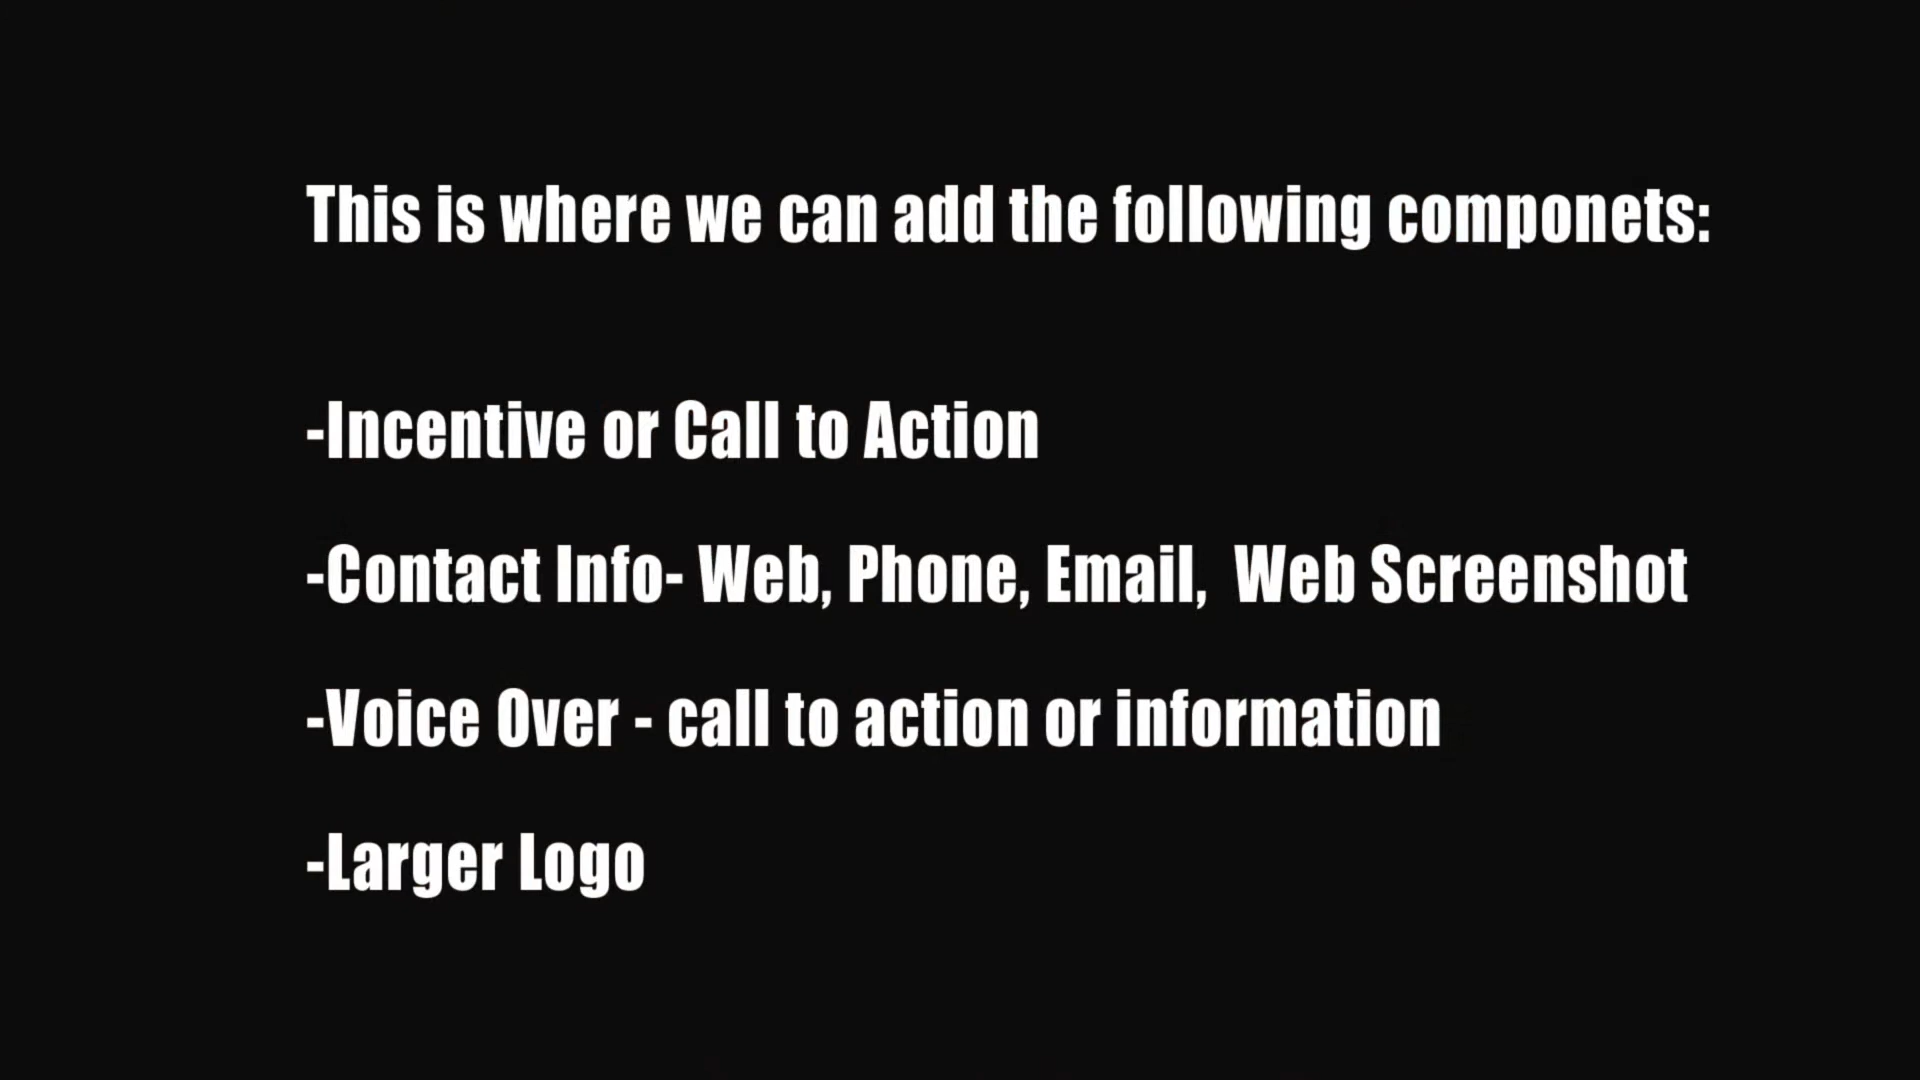 This is where we can add the following componets:
-Incentive or Call to Action
-Contact Info- Web, Phone, Email,  Web Screenshot
-Voice Over - call to action or information
-Larger Logo